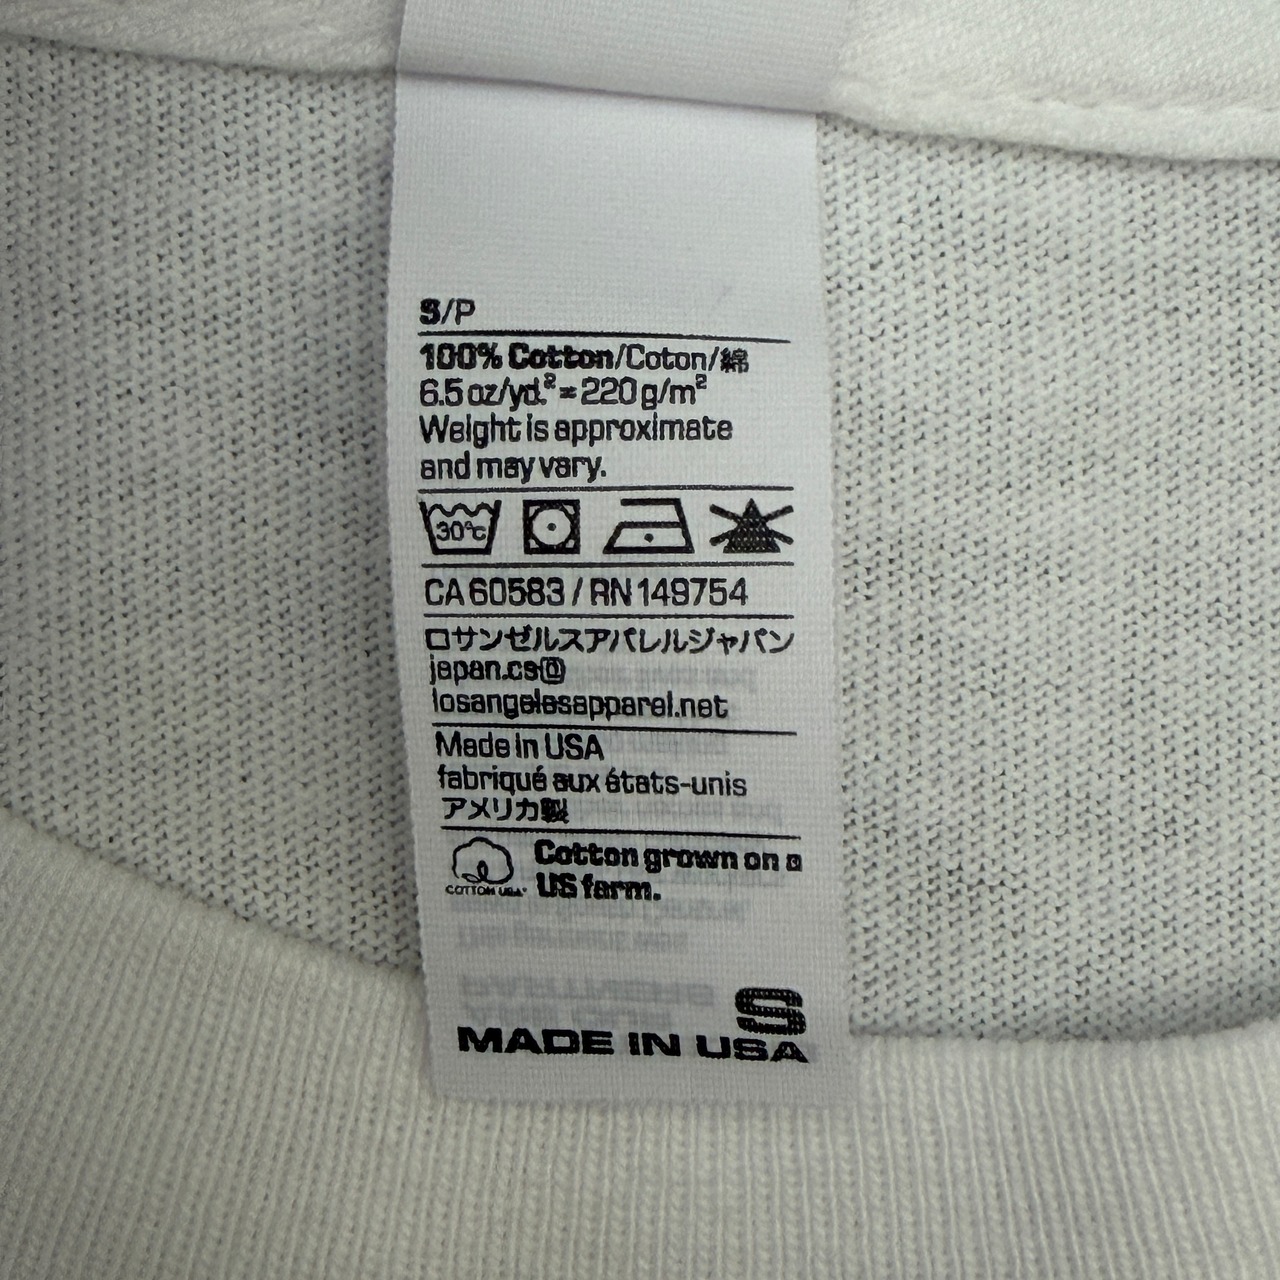 S/P
100% Cotton/Coton/綿
6.5 oz/yd.² = 220 g/m²
Weight is approximate
and may vary.
30°C
CA 60583 / RN 149754
ロサンゼルスアパレルジャパン
japan.cs@
losangelesapparel.net
Made in USA
fabriqué aux états-unis
アメリカ製
COTTON USA
Cotton grown on a
US farm.
S
MADE IN USA